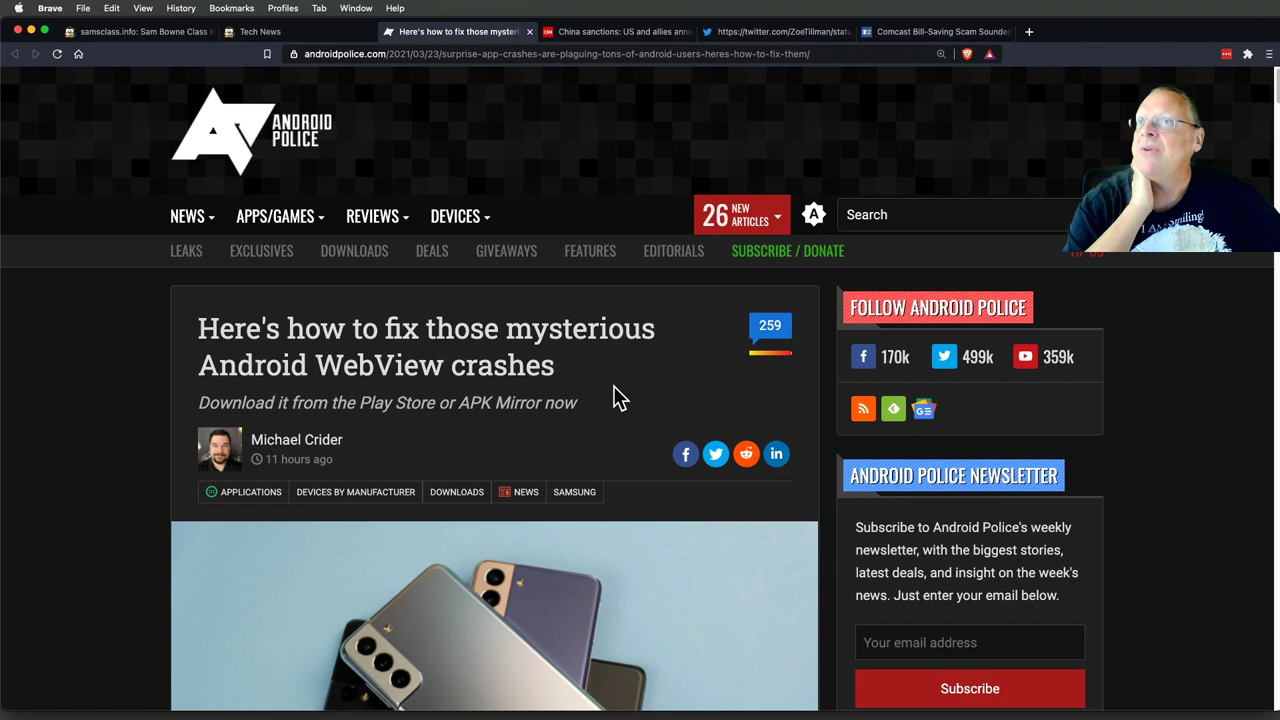 Brave File Edit View History Bookmarks Profiles Tab Window Help
samsclass.info: Sam Bowne Class I
Tech News
Here's how to fix those mysteri
China sanctions: US and allies ann
https://twitter.com/ZoeTillman/stat
Comcast Bill-Saving Scam Sounded
androidpolice.com/2021/03/23/surprise-app-crashes-are-plaguing-tons-of-android-users-heres-how-to-fix-them/
ANDROID
POLICE
NEWS APPS/GAMES REVIEWS DEVICES
26 NEW ARTICLES
Search
LEAKS EXCLUSIVES DOWNLOADS DEALS GIVEAWAYS FEATURES EDITORIALS SUBSCRIBE / DONATE
Here's how to fix those mysterious
Android WebView crashes
259
Download it from the Play Store or APK Mirror now
Michael Crider
11 hours ago
APPLICATIONS DEVICES BY MANUFACTURER DOWNLOADS NEWS SAMSUNG
FOLLOW ANDROID POLICE
170k 499k 359k
ANDROID POLICE NEWSLETTER
Subscribe to Android Police's weekly
newsletter, with the biggest stories,
latest deals, and insight on the week's
news. Just enter your email below.
Your email address
Subscribe